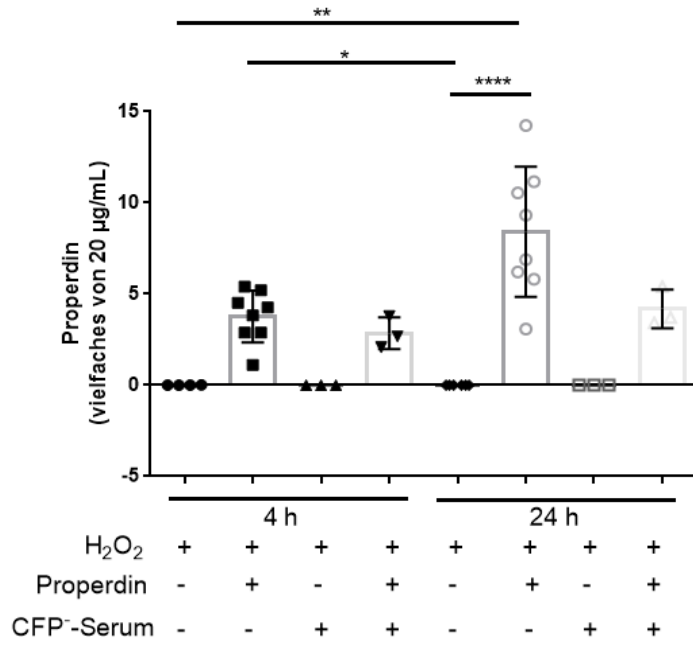 **
*
****
15
10
5
0
-5
Properdin
(vielfaches von 20 µg/mL)
4 h 24 h
H₂O₂ + + + + + + + +
Properdin - + - + - + - +
CFP⁻-Serum - - + + - - + +